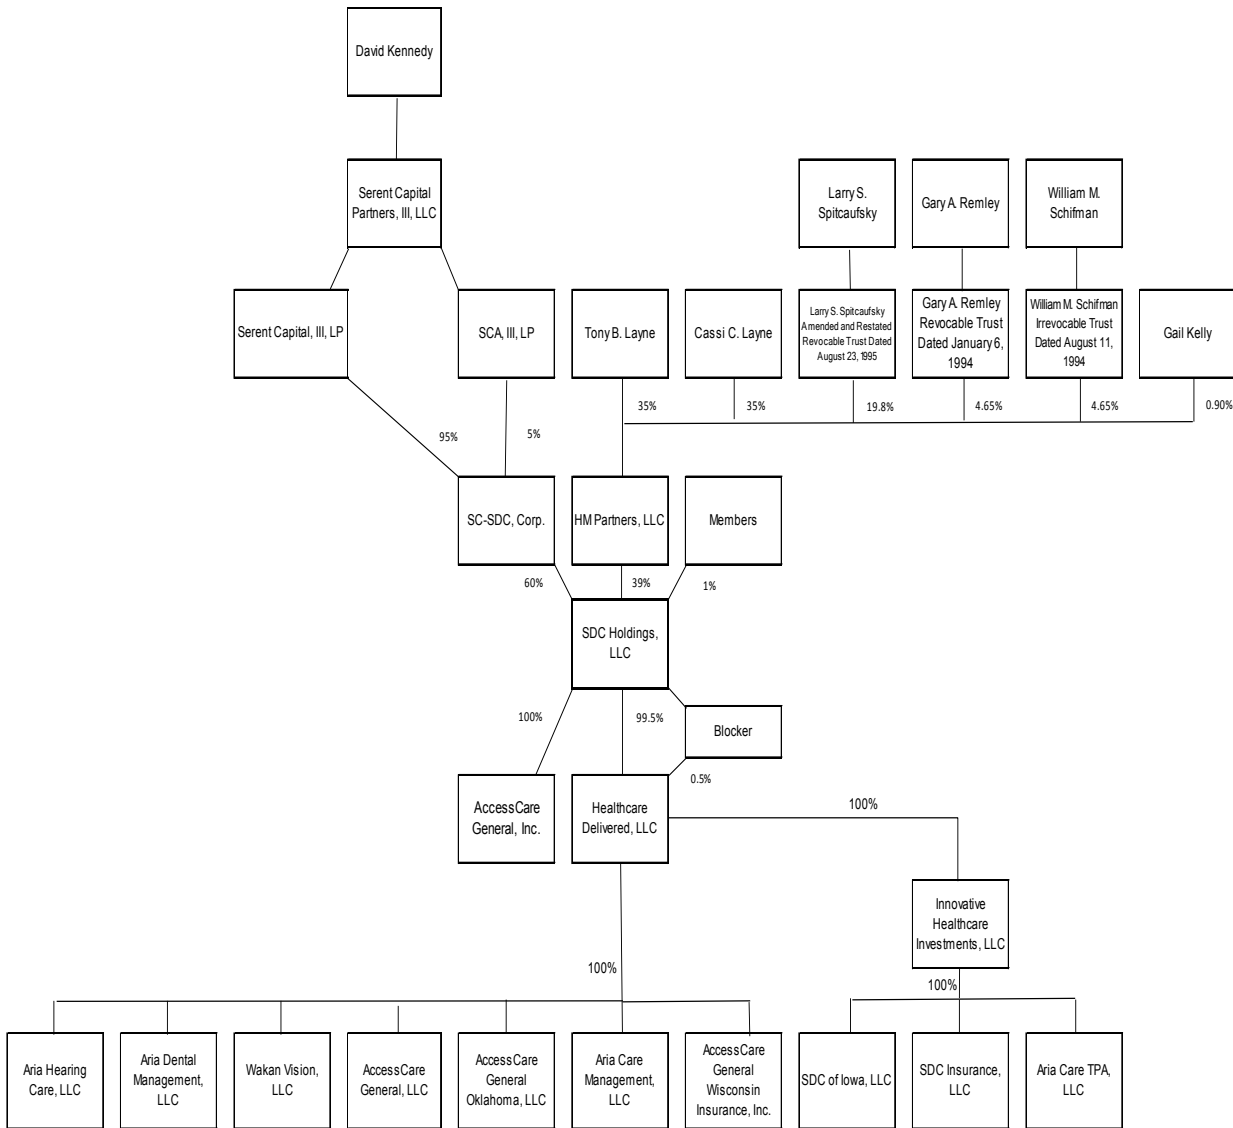 David Kennedy
Serent Capital
Partners, III, LLC
Larry S.
Spitcaufsky
Gary A. Remley
William M.
Schifman
Serent Capital, III, LP
SCA, III, LP
Tony B. Layne
Cassi C. Layne
Larry S. Spitcaufsky
Amended and Restated
Revocable Trust Dated
August 23, 1995
Gary A. Remley
Revocable Trust
Dated January 6,
1994
William M. Schifman
Irrevocable Trust
Dated August 11,
1994
Gail Kelly
35%
35%
19.8%
4.65%
4.65%
0.90%
95%
5%
SC-SDC, Corp.
HM Partners, LLC
Members
60%
39%
1%
SDC Holdings,
LLC
100%
99.5%
Blocker
0.5%
AccessCare
General, Inc.
Healthcare
Delivered, LLC
100%
Innovative
Healthcare
Investments, LLC
100%
100%
Aria Hearing
Care, LLC
Aria Dental
Management,
LLC
Wakan Vision,
LLC
AccessCare
General, LLC
AccessCare
General
Oklahoma, LLC
Aria Care
Management,
LLC
AccessCare
General
Wisconsin
Insurance, Inc.
SDC of Iowa, LLC
SDC Insurance,
LLC
Aria Care TPA,
LLC